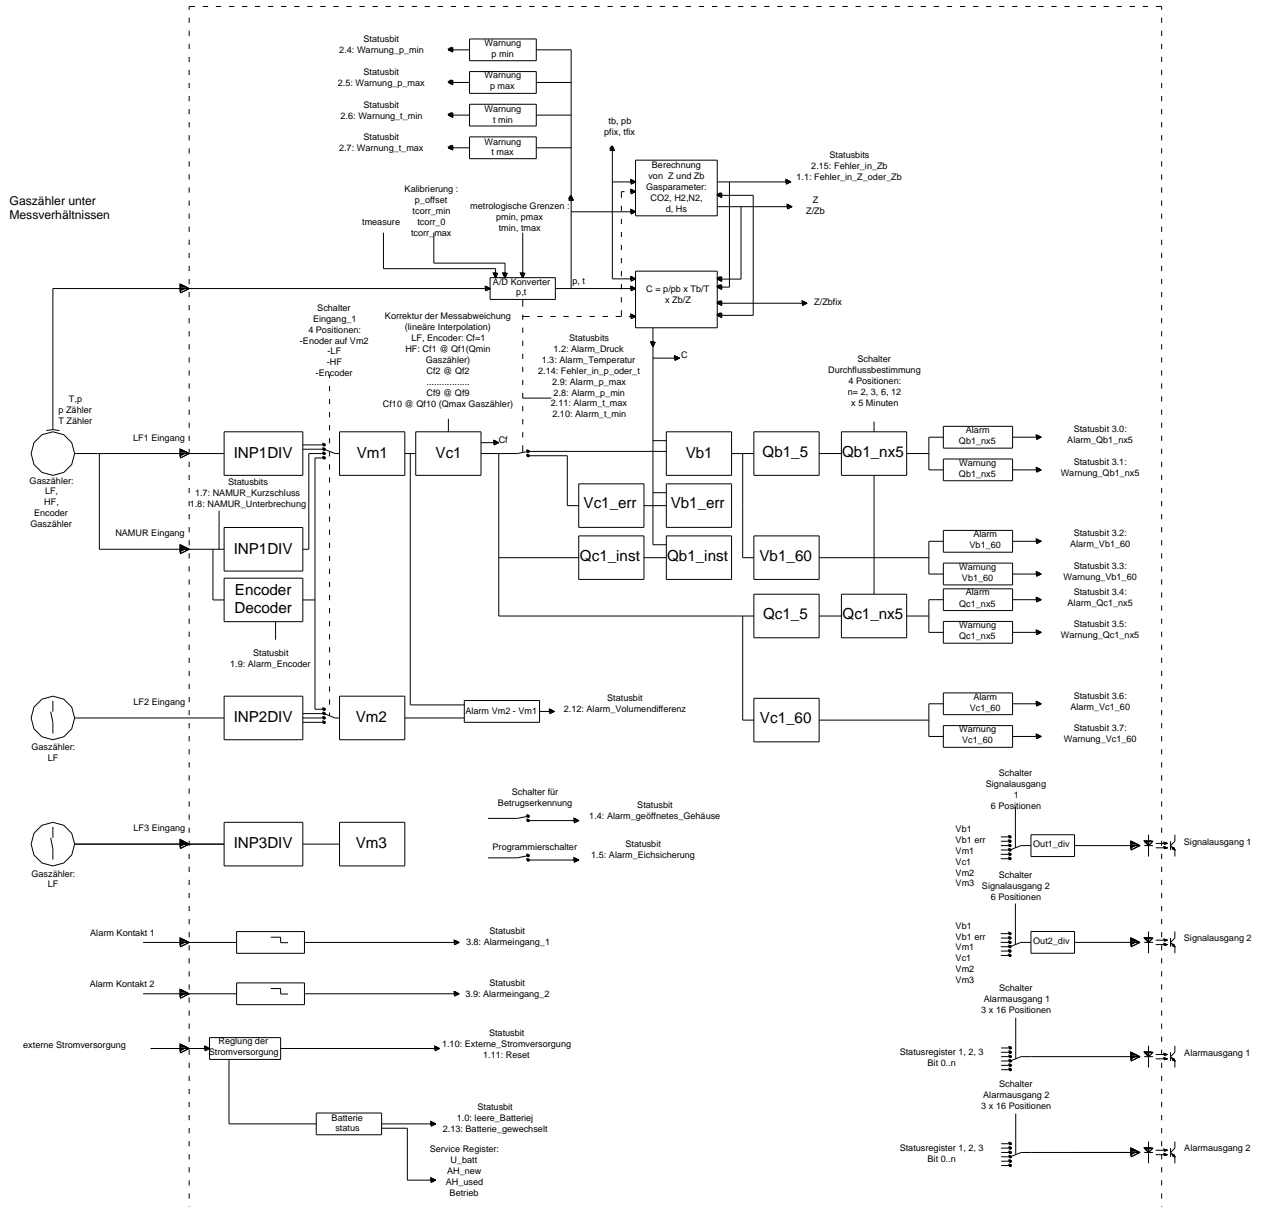 Statusbit
2.4: Warnung_p_min
Warnung
p min
Statusbit
2.5: Warnung_p_max
Warnung
p max
Statusbit
2.6: Warnung_t_min
Warnung
t min
Statusbit
2.7: Warnung_t_max
Warnung
t max
tb, pb
pfix, tfix
Berechnung
von Z und Zb
Gasparameter:
CO2, H2,N2,
d, Hs
Statusbits
2.15: Fehler_in_Zb
1.1: Fehler_in_Z_oder_Zb
Z
Z/Zb
Gaszähler unter
Messverhältnissen
Kalibrierung :
p_offset
tcorr_min
tcorr_0
tcorr_max
tmeasure
metrologische Grenzen :
pmin, pmax
tmin, tmax
A/D Konverter
p,t
p, t
C = p/pb x Tb/T
x Zb/Z
Z/Zbfix
Schalter
Eingang_1
4 Positionen:
-Enoder auf Vm2
-LF
-HF
-Encoder
Korrektur der Messabweichung
(lineäre Interpolation)
LF, Encoder: Cf=1
HF: Cf1 @ Qf1(Qmin
Gaszähler)
Cf2 @ Qf2
.................
Cf9 @ Qf9
Cf10 @ Qf10 (Qmax Gaszähler)
Statusbits
1.2: Alarm_Druck
1.3: Alarm_Temperatur
2.14: Fehler_in_p_oder_t
2.9: Alarm_p_max
2.8: Alarm_p_min
2.11: Alarm_t_max
2.10: Alarm_t_min
C
Schalter
Durchflussbestimmung
4 Positionen:
n= 2, 3, 6, 12
x 5 Minuten
T,p
p Zähler
T Zähler
LF1 Eingang
INP1DIV
Vm1
Vc1
Cf
Vb1
Qb1_5
Qb1_nx5
Alarm
Qb1_nx5
Statusbit 3.0:
Alarm_Qb1_nx5
Warnung
Qb1_nx5
Statusbit 3.1:
Warnung_Qb1_nx5
Gaszähler:
LF,
HF,
Encoder
Gaszähler
Statusbits
1.7: NAMUR_Kurzschluss
1.8: NAMUR_Unterbrechung
Vc1_err
Vb1_err
NAMUR Eingang
INP1DIV
Qc1_inst
Qb1_inst
Vb1_60
Alarm
Vb1_60
Statusbit 3.2:
Alarm_Vb1_60
Warnung
Vb1_60
Statusbit 3.3:
Warnung_Vb1_60
Encoder
Decoder
Qc1_5
Qc1_nx5
Alarm
Qc1_nx5
Statusbit 3.4:
Alarm_Qc1_nx5
Warnung
Qc1_nx5
Statusbit 3.5:
Warnung_Qc1_nx5
Statusbit
1.9: Alarm_Encoder
LF2 Eingang
INP2DIV
Vm2
Alarm Vm2 - Vm1
Statusbit
2.12: Alarm_Volumendifferenz
Vc1_60
Alarm
Vc1_60
Statusbit 3.6:
Alarm_Vc1_60
Warnung
Vc1_60
Statusbit 3.7:
Warnung_Vc1_60
Gaszähler:
LF
LF3 Eingang
INP3DIV
Vm3
Gaszähler:
LF
Schalter für
Betrugserkennung
Statusbit
1.4: Alarm_geöffnetes_Gehäuse
Programmierschalter
Statusbit
1.5: Alarm_Eichsicherung
Schalter
Signalausgang
1
6 Positionen
Vb1
Vb1 err
Vm1
Vc1
Vm2
Vm3
Out1_div
Signalausgang 1
Schalter
Signalausgang 2
6 Positionen
Vb1
Vb1 err
Vm1
Vc1
Vm2
Vm3
Out2_div
Signalausgang 2
Alarm Kontakt 1
Statusbit
3.8: Alarmeingang_1
Alarm Kontakt 2
Statusbit
3.9: Alarmeingang_2
Schalter
Alarmausgang 1
3 x 16 Positionen
externe Stromversorgung
Reglung der
Stromversorgung
Statusbit
1.10: Externe_Stromversorgung
1.11: Reset
Statusregister 1, 2, 3
Bit 0..n
Alarmausgang 1
Schalter
Alarmausgang 2
3 x 16 Positionen
Batterie
status
Statusbit
1.0: leere_Batteriej
2.13: Batterie_gewechselt
Service Register:
U_batt
AH_new
AH_used
Betrieb
Statusregister 1, 2, 3
Bit 0..n
Alarmausgang 2